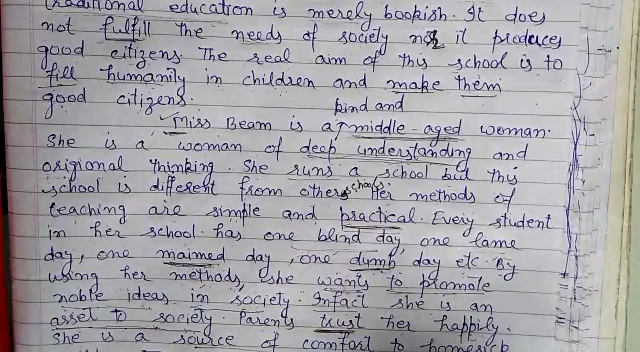 traditional education is merely bookish. It does
not fulfill the needs of society nor it produces
good citizens. The real aim of this school is to
fill humanily in children and make them
good citizens.
kind and
Miss Beam is a middle-aged woman.
She is a woman of deep understanding and
origional thinking. She runs a school but this
school is different from other schools Her methods of
teaching are simple and practical. Every student
in her school has one blind day, one lame
day, one maimed day, one dump day etc. By
using her methods, she wants to promote
noble ideas in society. Infact she is an
asset to society. Parents trust her happily.
She is a source of comfort to homesick